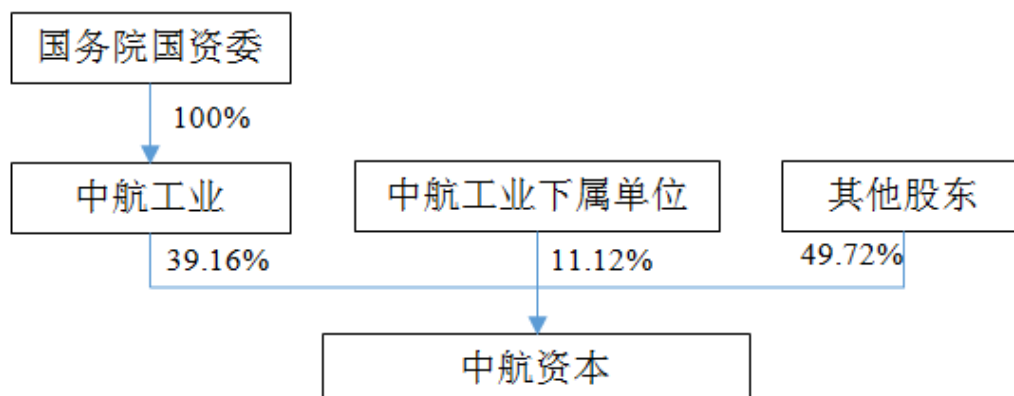 国务院国资委
100%
中航工业
中航工业下属单位
其他股东
39.16%
11.12%
49.72%
中航资本